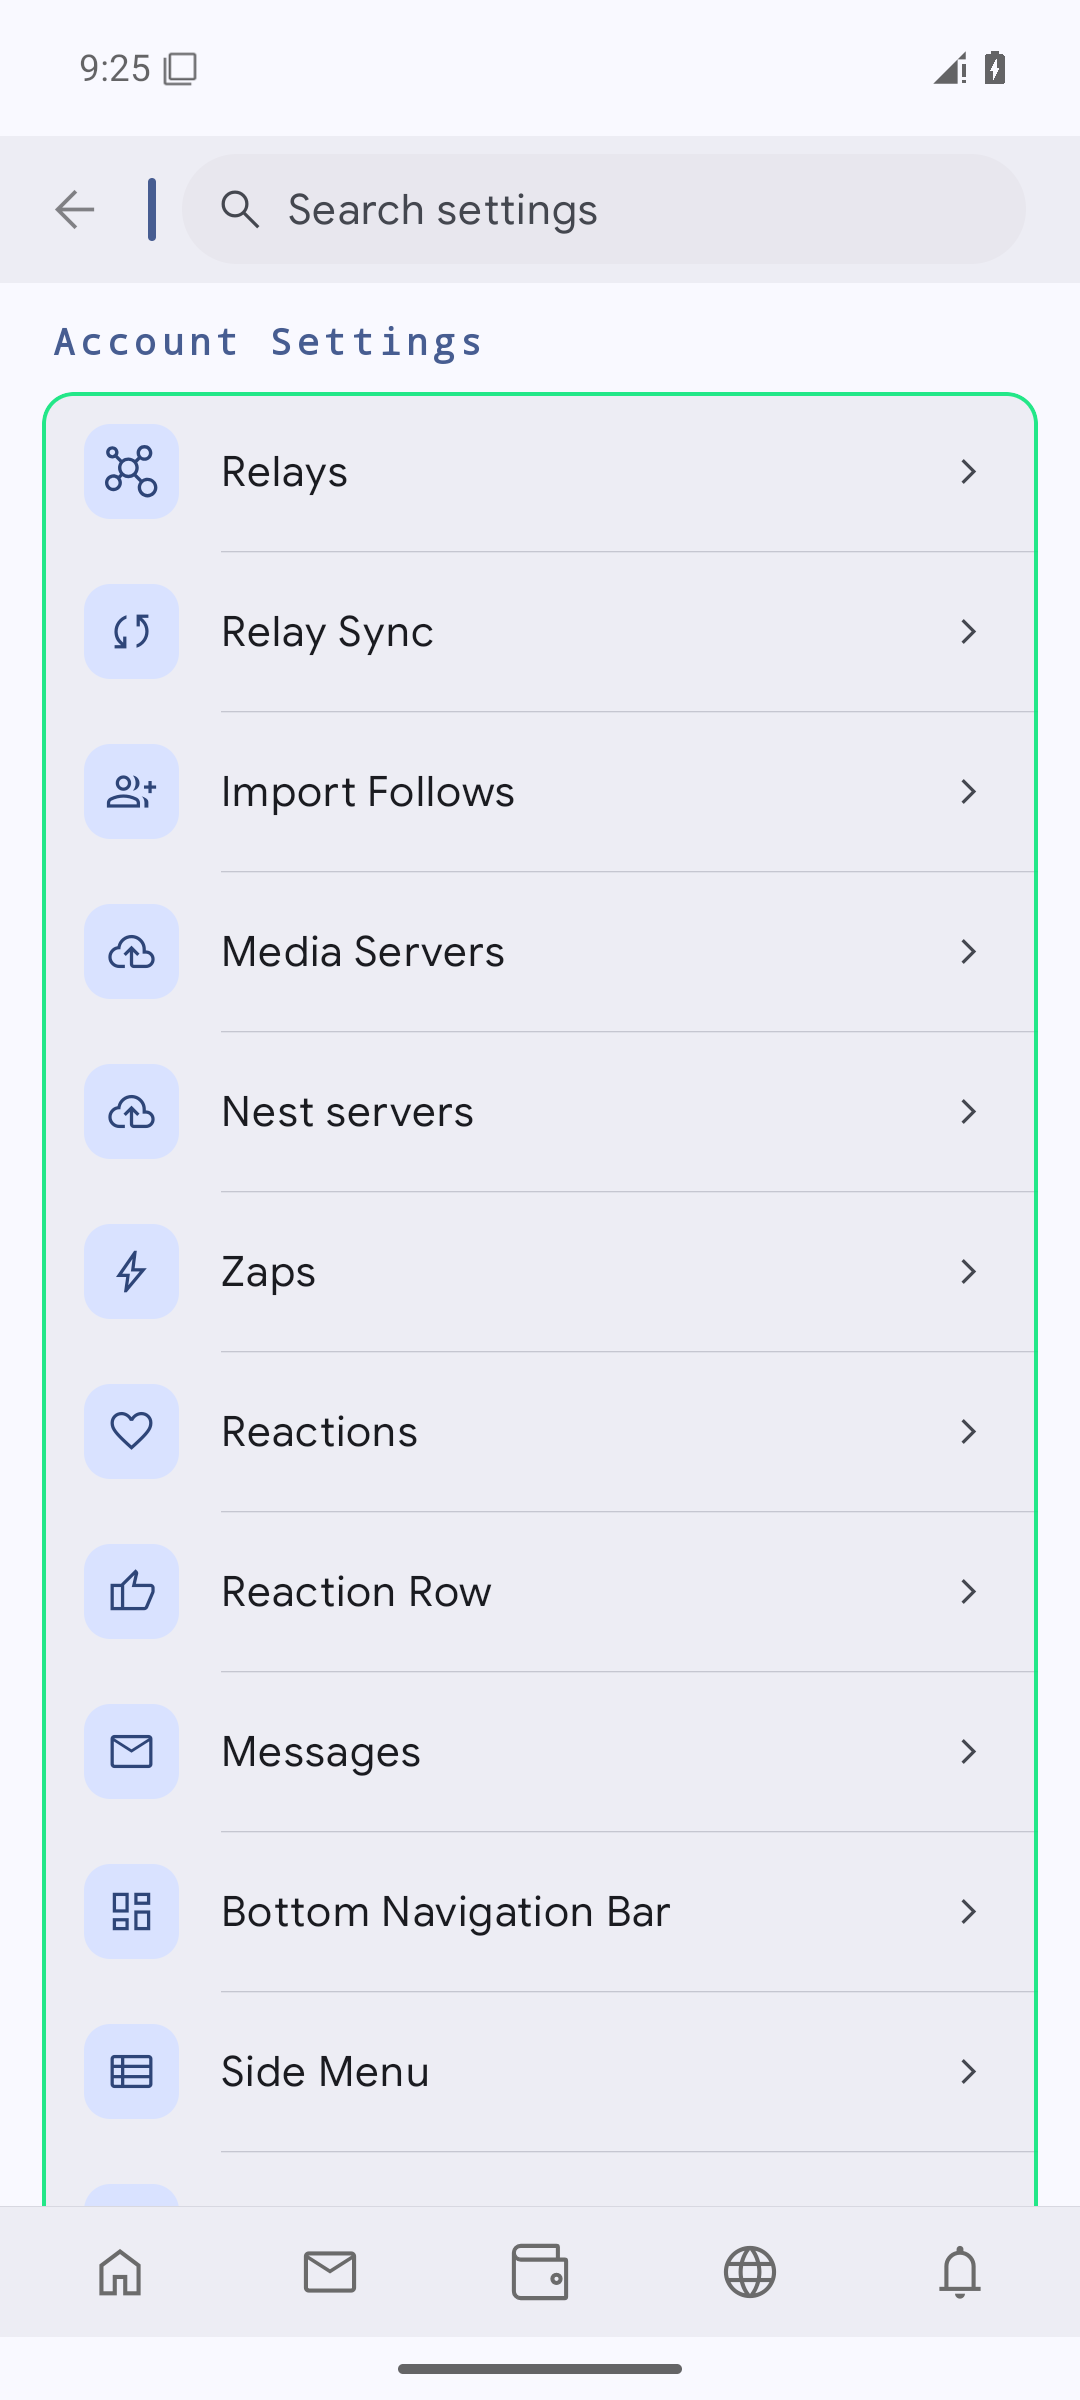 9:25
Search settings
Account Settings
Relays
Relay Sync
Import Follows
Media Servers
Nest servers
Zaps
Reactions
Reaction Row
Messages
Bottom Navigation Bar
Side Menu